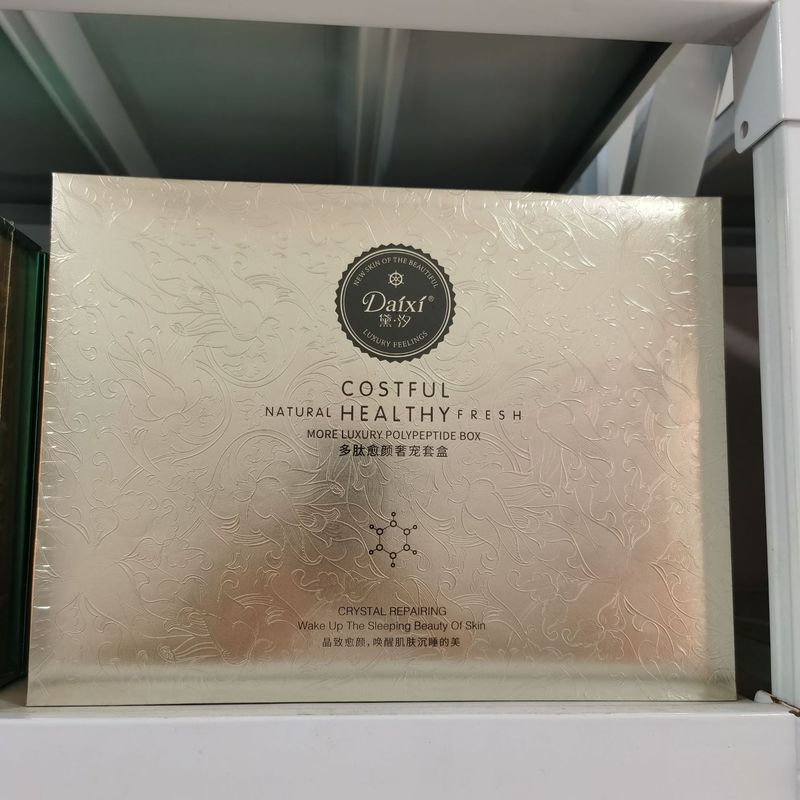 NEW SKIN OF THE BEAUTIFUL
Daixi®
黛·汐
LUXURY FEELINGS
COSTFUL
NATURAL HEALTHY FRESH
MORE LUXURY POLYPEPTIDE BOX
多肽愈颜奢宠套盒
CRYSTAL REPAIRING
Wake Up The Sleeping Beauty Of Skin
晶致愈颜,唤醒肌肤沉睡的美